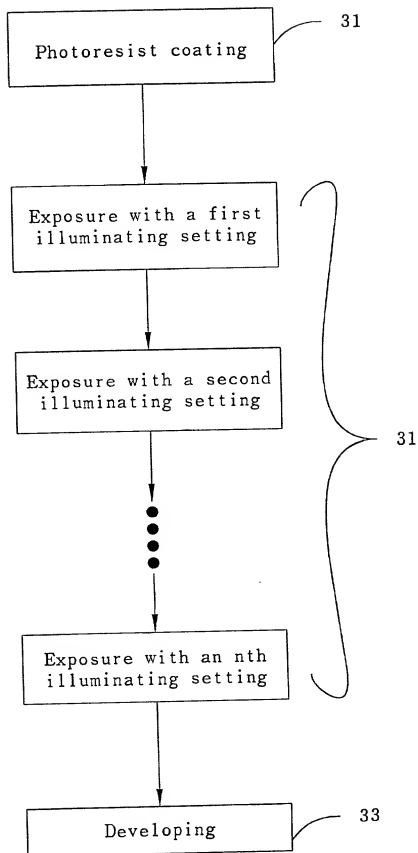 Photoresist coating
31
Exposure with a first
illuminating setting
Exposure with a second
illuminating setting
31
Exposure with an nth
illuminating setting
Developing
33